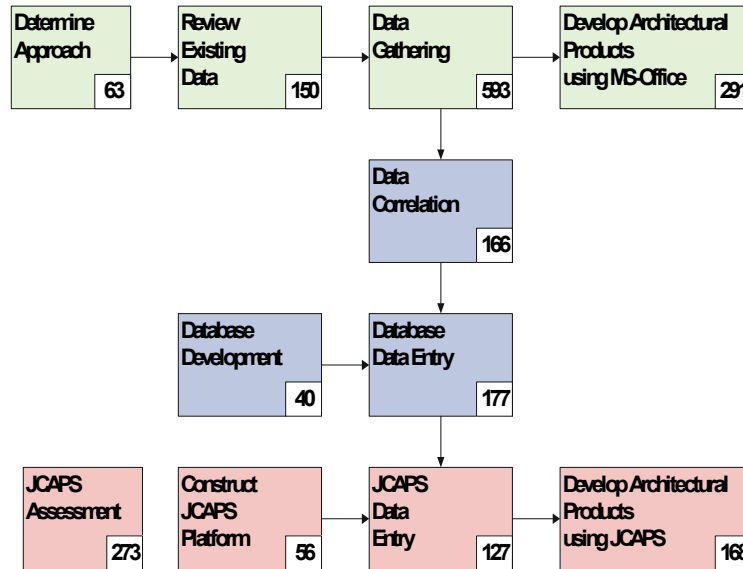 Determine
Approach
63
Review
Existing
Data
150
Data
Gathering
593
Develop Architectural
Products
using MS-Office
291
Data
Correlation
166
Database
Development
40
Database
Data Entry
177
JCAPS
Assessment
273
Construct
JCAPS
Platform
56
JCAPS
Data
Entry
127
Develop Architectural
Products
using JCAPS
168